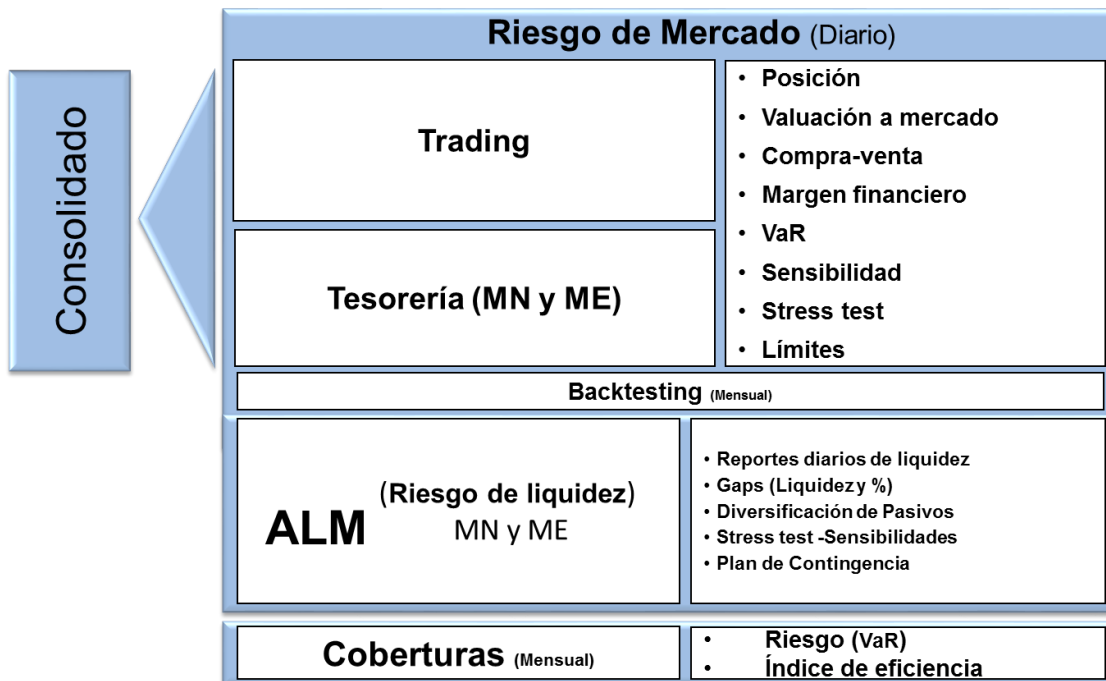 Riesgo de Mercado (Diario)
Consolidado
Trading
Tesorería (MN y ME)
• Posición
• Valuación a mercado
• Compra-venta
• Margen financiero
• VaR
• Sensibilidad
• Stress test
• Límites
Backtesting (Mensual)
ALM
(Riesgo de liquidez)
MN y ME
• Reportes diarios de liquidez
• Gaps (Liquidez y %)
• Diversificación de Pasivos
• Stress test -Sensibilidades
• Plan de Contingencia
Coberturas (Mensual)
• Riesgo (VaR)
• Índice de eficiencia